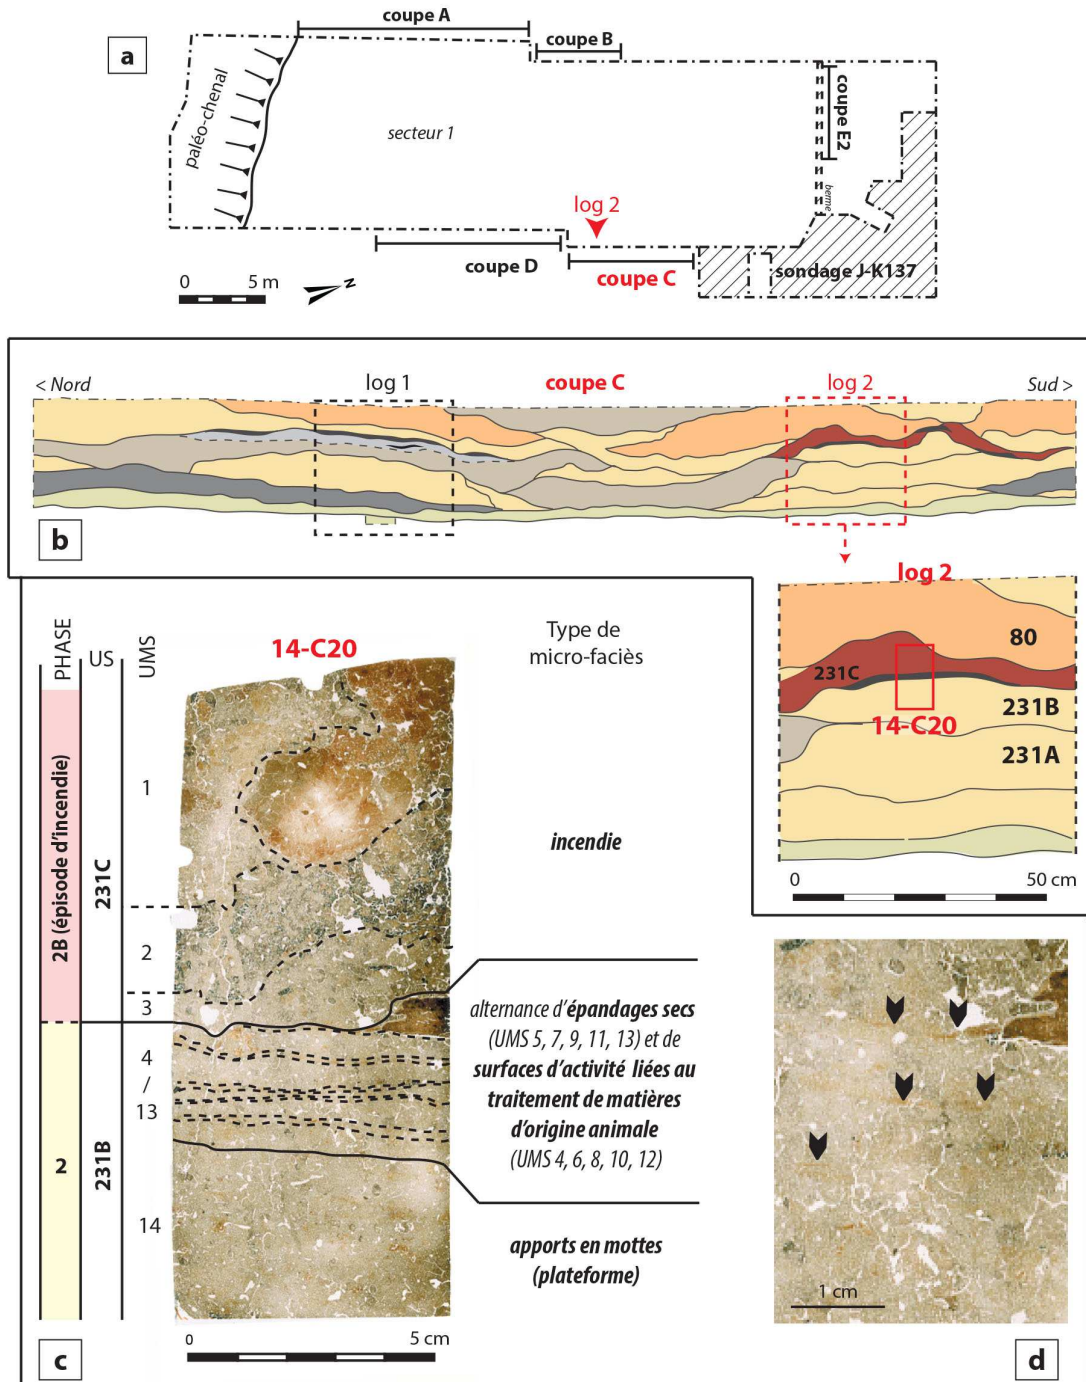 coupe A
coupe B
a
paléo-chenal
secteur 1
coupe E2
berme
log 2
coupe D
coupe C
sondage J-K137
0 5 m
N
< Nord
log 1
coupe C
log 2
Sud >
b
log 2
80
231C
231B
14-C20
231A
0 50 cm
PHASE
US
UMS
14-C20
Type de
micro-faciès
2B (épisode d'incendie)
231C
1
2
3
incendie
2
231B
4
/
13
14
alternance d'épandages secs
(UMS 5, 7, 9, 11, 13) et de
surfaces d'activité liées au
traitement de matières
d'origine animale
(UMS 4, 6, 8, 10, 12)
apports en mottes
(plateforme)
0 5 cm
c
1 cm
d